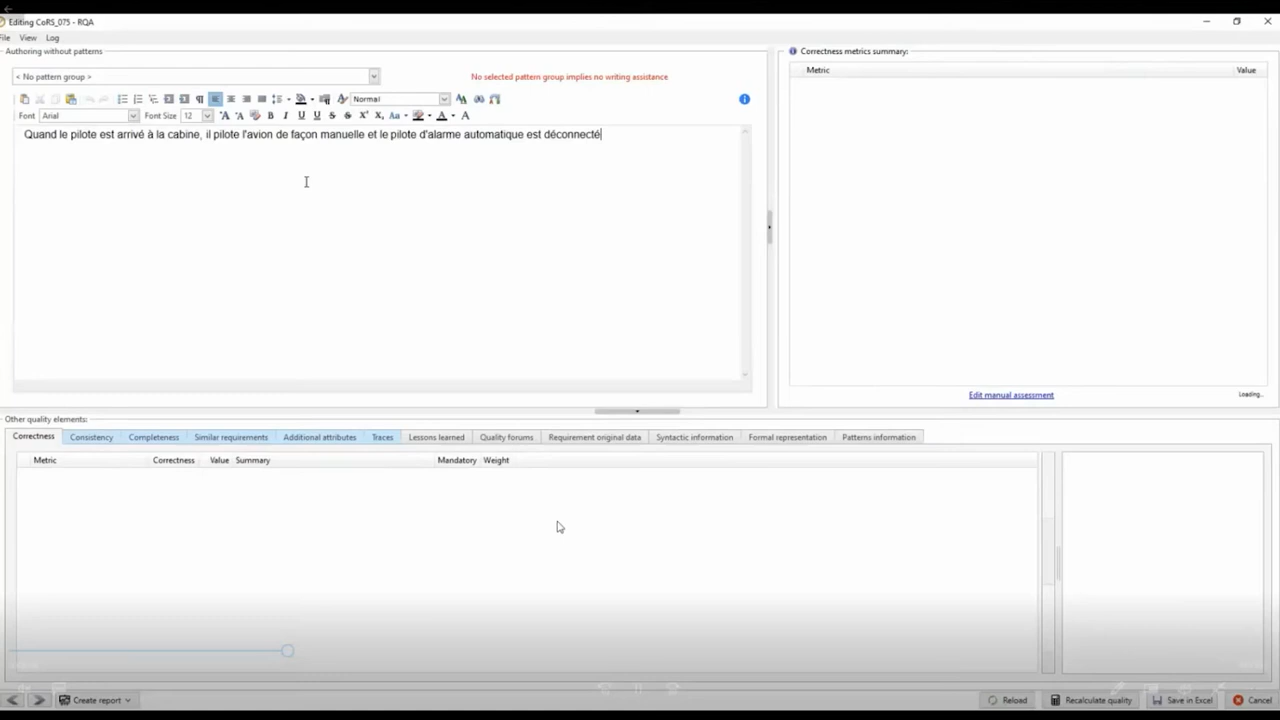 Editing CoRS_075 - RQA
File View Log
Authoring without patterns
< No pattern group >
No selected pattern group implies no writing assistance
Normal
Font Arial Font Size 12
Quand le pilote est arrivé à la cabine, il pilote l'avion de façon manuelle et le pilote d'alarme automatique est déconnecté
Correctness metrics summary:
Metric Value
Edit manual assessment
Loading..
Other quality elements:
Correctness Consistency Completeness Similar requirements Additional attributes Traces Lessons learned Quality forums Requirement original data Syntactic information Formal representation Patterns information
Metric Correctness Value Summary Mandatory Weight
Create report Reload Recalculate quality Save in Excel Cancel